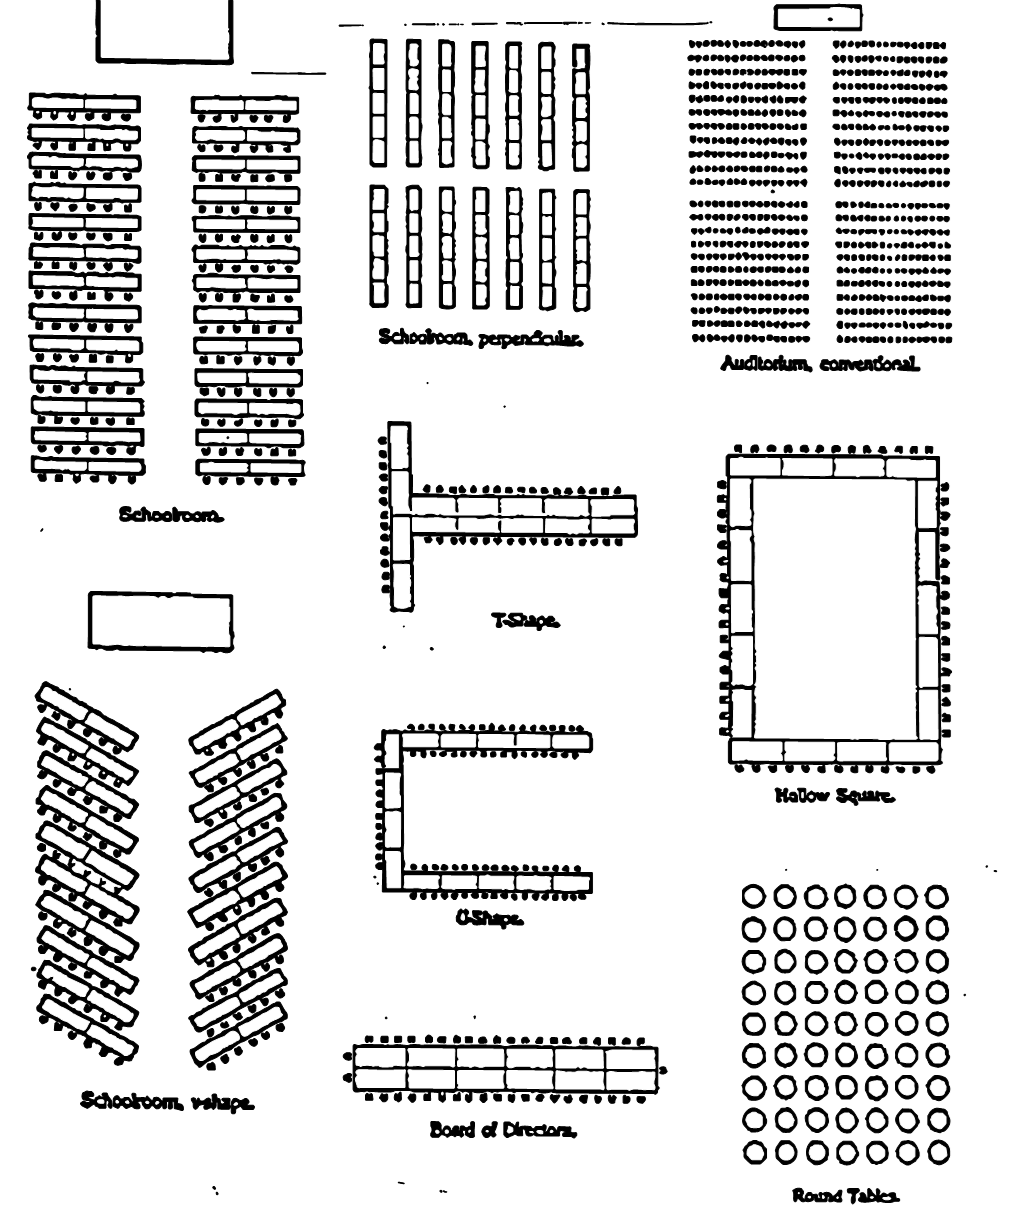 Schoolroom, perpendicular.
Auditorium, conventional.
Schoolroom.
T-Shape.
Hollow Square.
U-Shape.
Schoolroom, v-shape.
Board of Directors.
Round Tables.